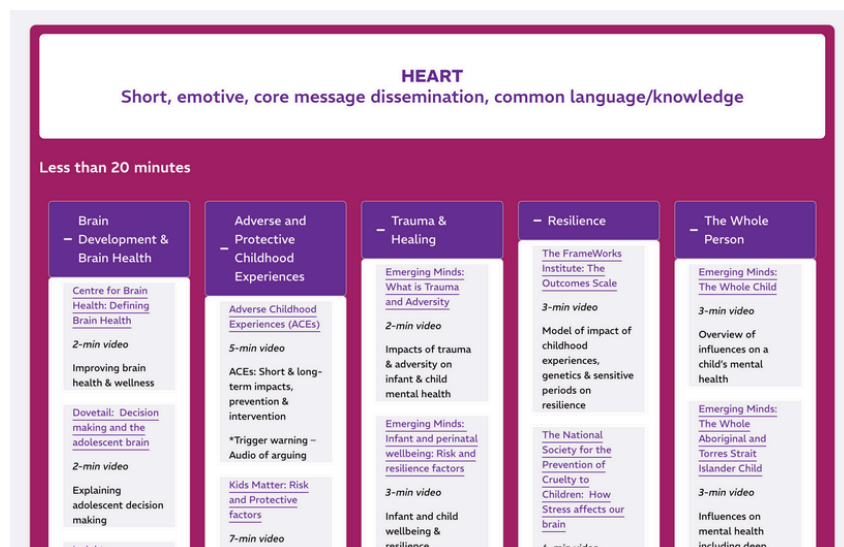 HEART
Short, emotive, core message dissemination, common language/knowledge
Less than 20 minutes
Brain
– Development &
Brain Health
Centre for Brain
Health: Defining
Brain Health
2-min video
Improving brain
health & wellness
Dovetail:  Decision
making and the
adolescent brain
2-min video
Explaining
adolescent decision
making
Adverse and
– Protective
Childhood
Experiences
Adverse Childhood
Experiences (ACEs)
5-min video
ACEs: Short & long-
term impacts,
prevention &
intervention
*Trigger warning –
Audio of arguing
Kids Matter: Risk
and Protective
factors
7-min video
– Trauma &
Healing
Emerging Minds:
What is Trauma
and Adversity
2-min video
Impacts of trauma
& adversity on
infant & child
mental health
Emerging Minds:
Infant and perinatal
wellbeing: Risk and
resilience factors
3-min video
Infant and child
wellbeing &
resilience
– Resilience
The FrameWorks
Institute: The
Outcomes Scale
3-min video
Model of impact of
childhood
experiences,
genetics & sensitive
periods on
resilience
The National
Society for the
Prevention of
Cruelty to
Children:  How
Stress affects our
brain
– The Whole
Person
Emerging Minds:
The Whole Child
3-min video
Overview of
influences on a
child's mental
health
Emerging Minds:
The Whole
Aboriginal and
Torres Strait
Islander Child
3-min video
Influences on
mental health
including deep